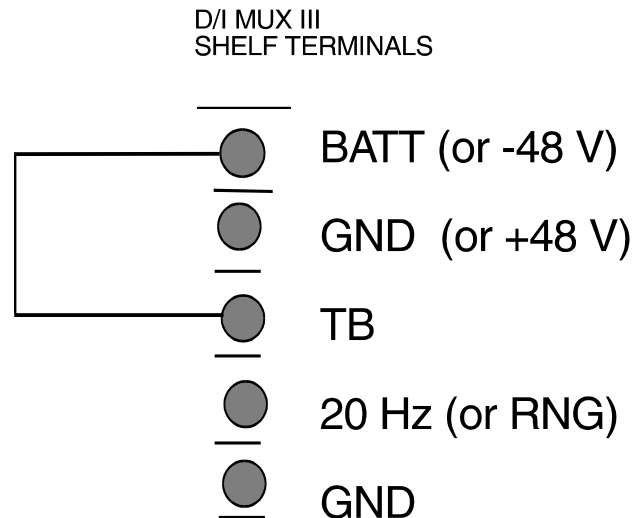 D/I MUX III
SHELF TERMINALS
BATT (or -48 V)
GND (or +48 V)
TB
20 Hz (or RNG)
GND